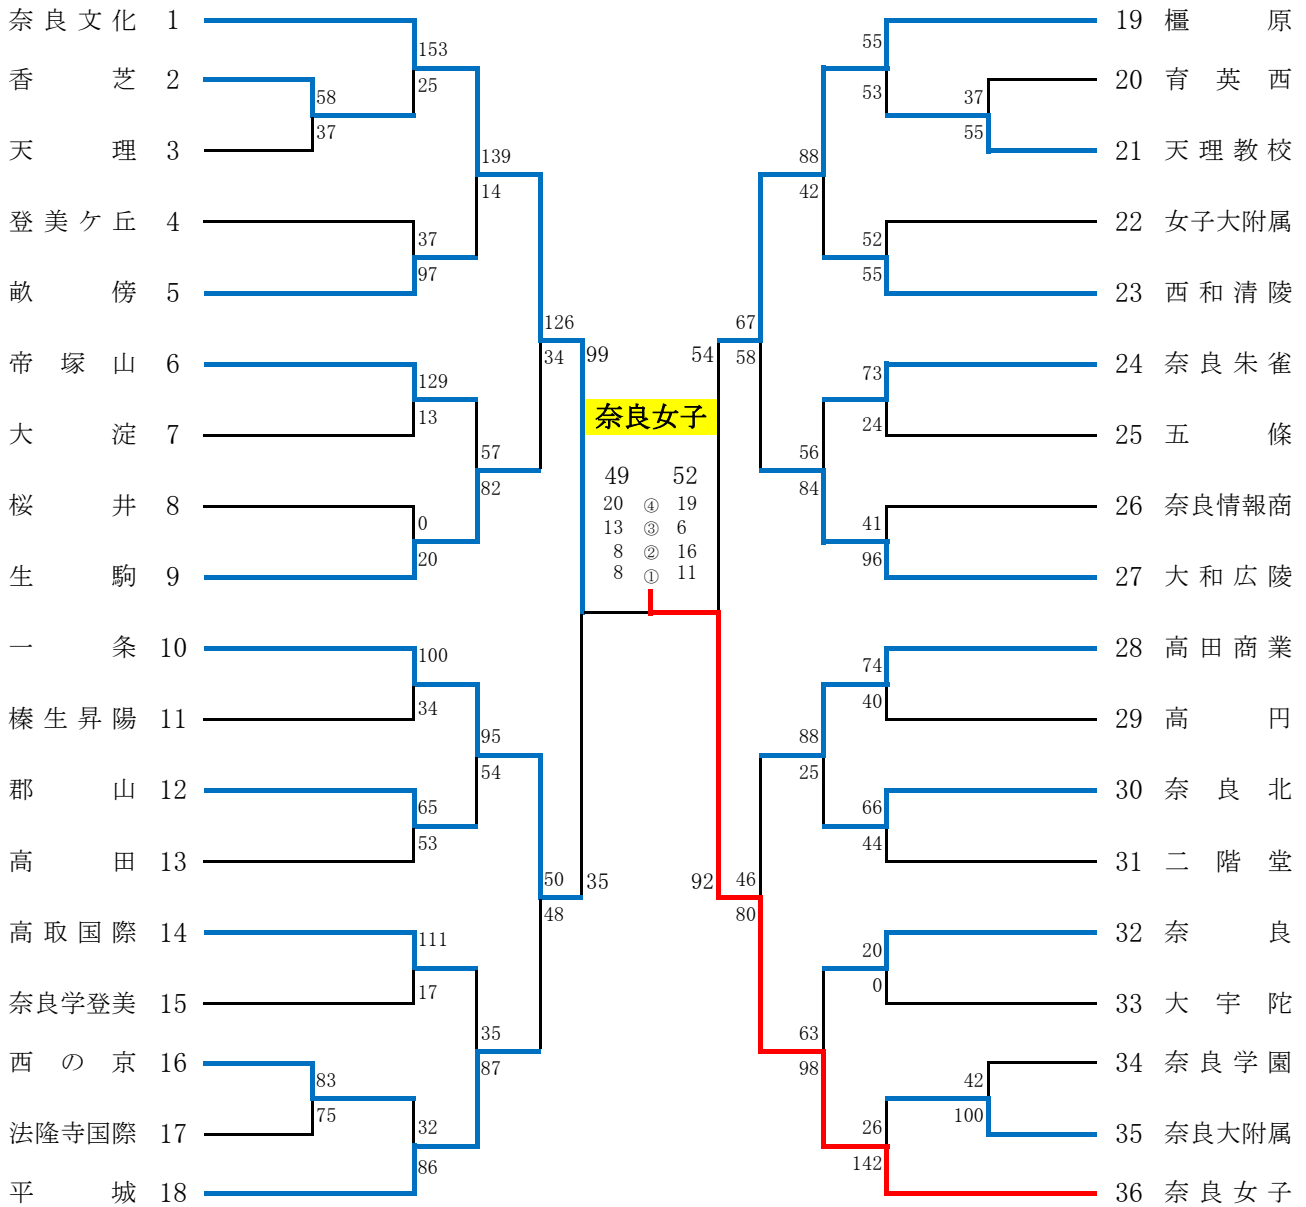 奈良文化 1
153
香芝 2
58
25
37
天理 3
139
14
登美ケ丘 4
37
97
畝傍 5
126
34
99
帝塚山 6
129
13
大淀 7
57
82
桜井 8
0
20
生駒 9
一条 10
100
34
榛生昇陽 11
95
54
郡山 12
65
53
高田 13
50
48
35
高取国際 14
111
17
奈良学登美 15
35
87
西の京 16
83
75
法隆寺国際 17
32
86
平城 18
奈良女子
49 52
20 ④ 19
13 ③ 6
8 ② 16
8 ① 11
19 橿原
55
53
20 育英西
37
55
21 天理教校
88
42
22 女子大附属
52
55
23 西和清陵
67
58
54
24 奈良朱雀
73
24
25 五條
56
84
26 奈良情報商
41
96
27 大和広陵
28 高田商業
74
40
29 高円
88
25
30 奈良北
66
44
31 二階堂
92
46
80
32 奈良
20
0
33 大宇陀
63
98
34 奈良学園
42
100
35 奈良大附属
26
142
36 奈良女子